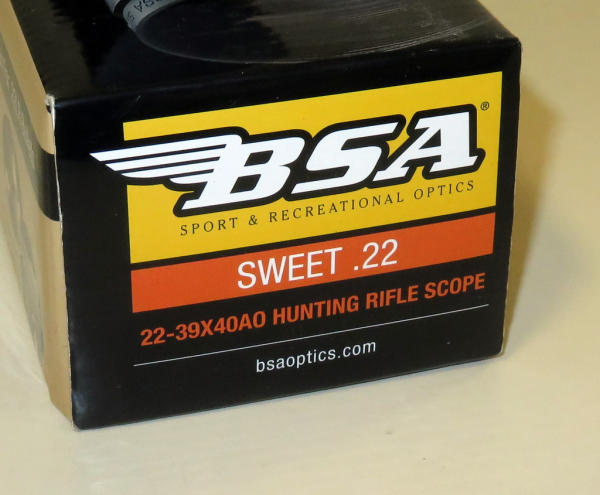 BSA®
SPORT & RECREATIONAL OPTICS
SWEET .22
22-39X40AO HUNTING RIFLE SCOPE
bsaoptics.com